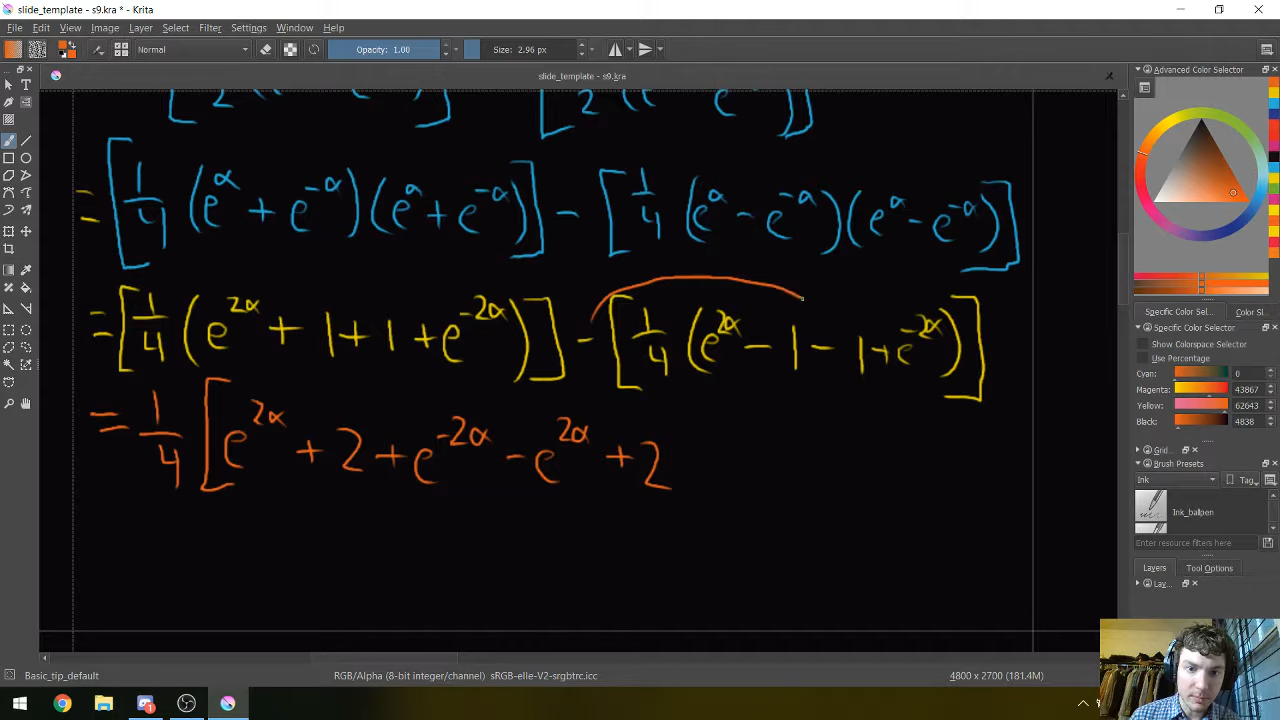 slide_template - s9.kra * - Krita
File Edit View Image Layer Select Filter Settings Window Help
Normal Opacity: 1.00 Size: 2.96 px
slide_template - s9.kra
Advanced Color Selector
= [1/4 (e^α + e^-α)(e^α + e^-α)] - [1/4 (e^α - e^-α)(e^α - e^-α)]
= [1/4 (e^2α + 1 + 1 + e^-2α)] - [1/4 (e^2α - 1 - 1 + e^-2α)]
= 1/4 [e^2α + 2 + e^-2α - e^2α + 2
Specific Color Sel... Color Sl
Specific Color Selector
Show Colorspace Selector
Use Percentage
Cyan: 0
Magenta: 43867
Yellow: 62643
Black: 4838
Grid:
Brush Presets
Ink Tag
Ink_ballpen
Enter resource filters here
Layers Tool Options
Lay...
Basic_tip_default RGB/Alpha (8-bit integer/channel) sRGB-elle-V2-srgbtrc.icc 4800 x 2700 (181.4M)